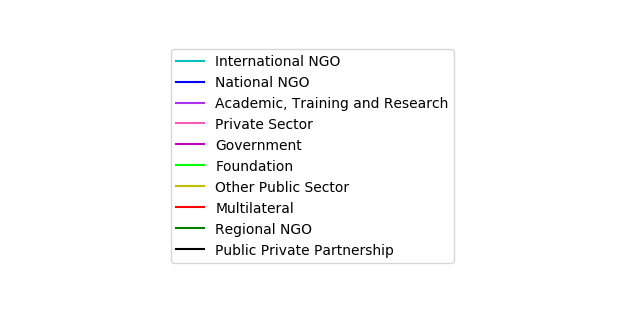 International NGO
National NGO
Academic, Training and Research
Private Sector
Government
Foundation
Other Public Sector
Multilateral
Regional NGO
Public Private Partnership